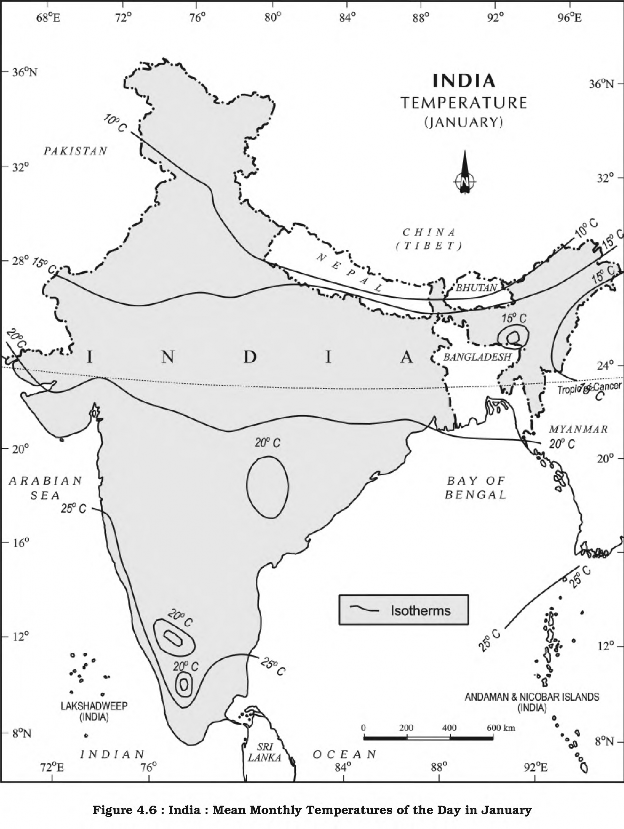 68°E 72° 76° 80° 84° 88° 92° 96°E
36°N
INDIA
TEMPERATURE
(JANUARY)
36°N
10°C
PAKISTAN
32°
N
32°
CHINA
(TIBET)
10°C
15°C
28°
15°C
NEPAL
BHUTAN
15°C
28°
20°C
15°C
INDIA
BANGLADESH
24°
Tropic of Cancer
MYANMAR
20°C
20°
20°C
20°
ARABIAN
SEA
BAY OF
BENGAL
25°C
16°
25°C
Isotherms
20°C
12°
25°C
12°
20°C
25°C
LAKSHADWEEP
(INDIA)
ANDAMAN & NICOBAR ISLANDS
(INDIA)
0 200 400 600 km
8°N
8°N
INDIAN OCEAN
SRI
LANKA
72°E 76° 84° 88° 92°E
Figure 4.6 : India : Mean Monthly Temperatures of the Day in January